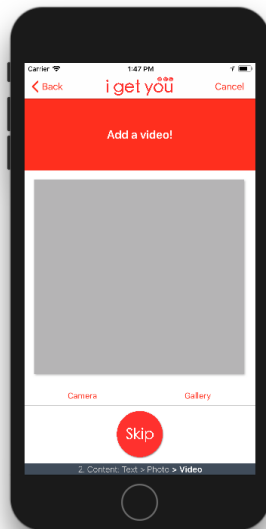 Carrier 1:47 PM
Back i get you Cancel
Add a video!
Camera Gallery
Skip
2. Content: Text > Photo > Video